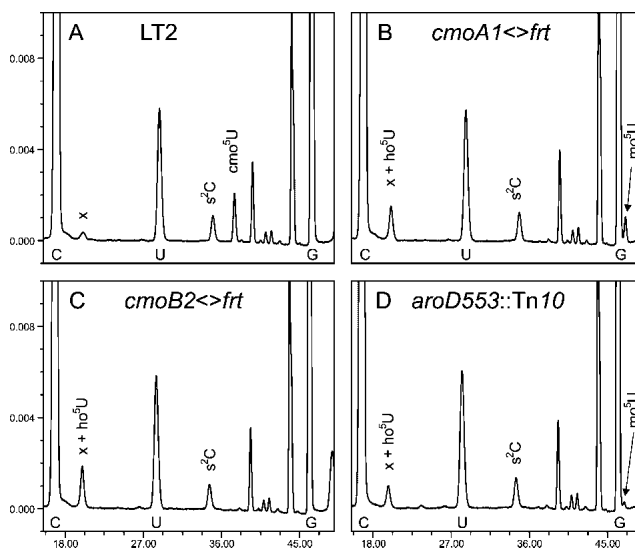 A LT2
0.008
0.004
0.000
x
s²C
cmo⁵U
C U G
B cmoA1<>frt
x + ho⁵U
s²C
mo⁵U
C U G
C cmoB2<>frt
0.008
0.004
0.000
x + ho⁵U
s²C
C U G
18.00 27.00 36.00 45.00
D aroD553::Tn10
x + ho⁵U
s²C
mo⁵U
C U G
18.00 27.00 36.00 45.00